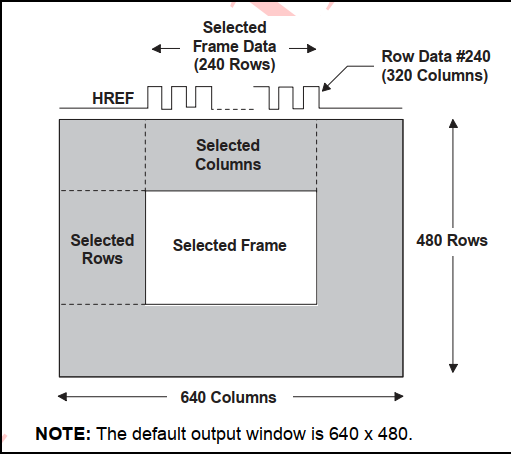 Selected
Frame Data
(240 Rows)
Row Data #240
(320 Columns)
HREF
Selected
Columns
Selected
Rows
Selected Frame
480 Rows
640 Columns
NOTE: The default output window is 640 x 480.